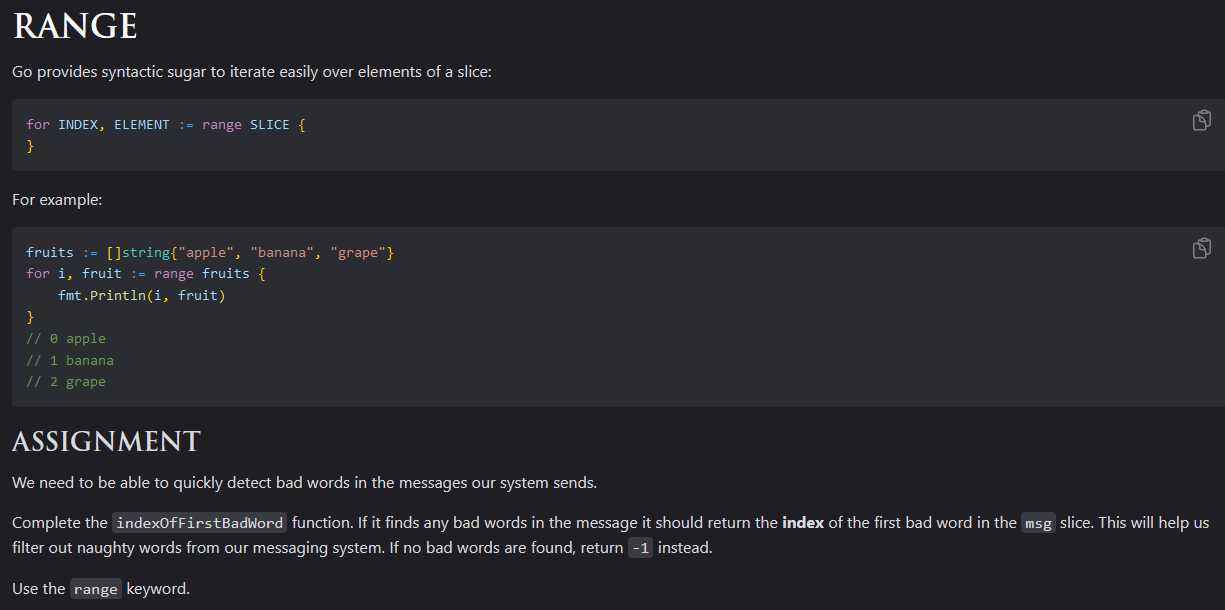 RANGE
Go provides syntactic sugar to iterate easily over elements of a slice:
for INDEX, ELEMENT := range SLICE {
}
For example:
fruits := []string{"apple", "banana", "grape"}
for i, fruit := range fruits {
    fmt.Println(i, fruit)
}
// 0 apple
// 1 banana
// 2 grape
ASSIGNMENT
We need to be able to quickly detect bad words in the messages our system sends.
Complete the indexOfFirstBadWord function. If it finds any bad words in the message it should return the index of the first bad word in the msg slice. This will help us
filter out naughty words from our messaging system. If no bad words are found, return -1 instead.
Use the range keyword.